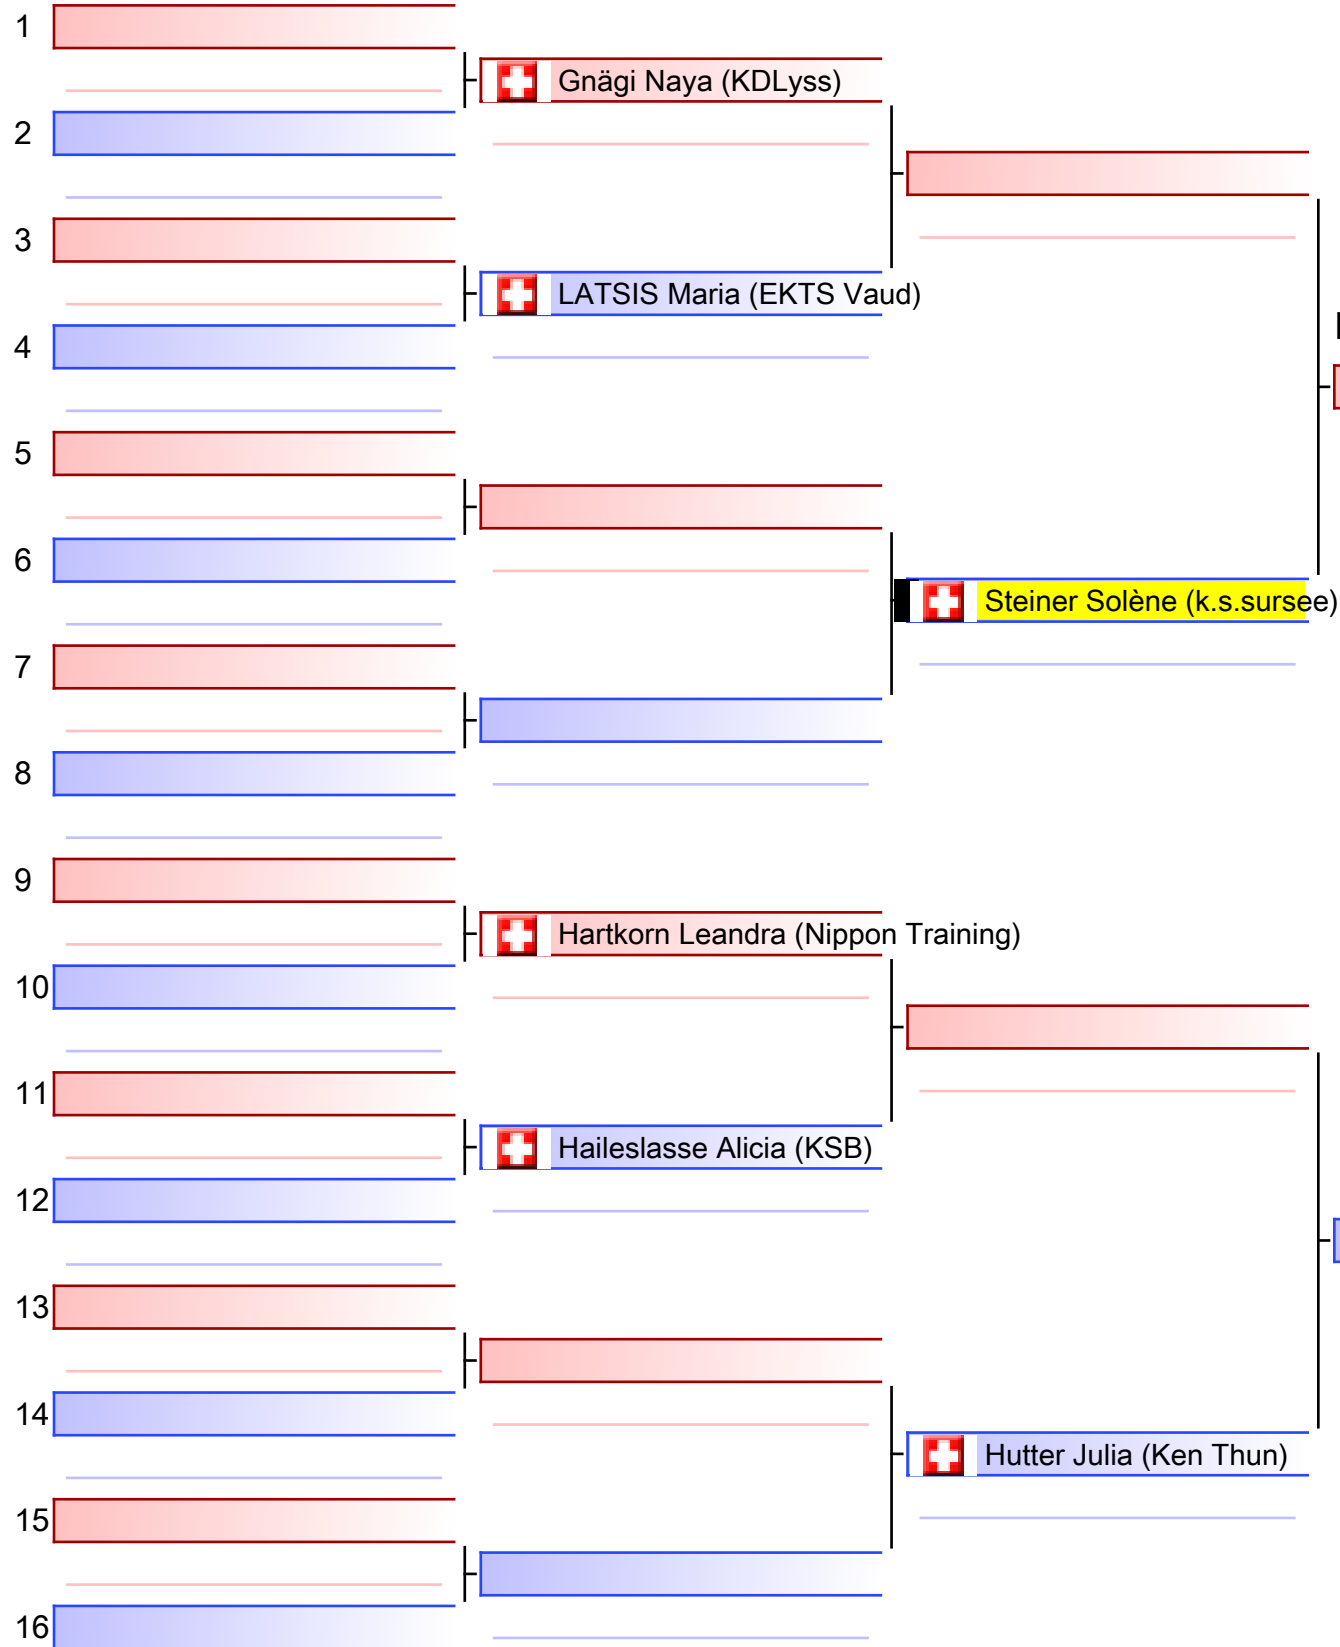 1
Gnägi Naya (KDLyss)
2
3
LATSIS Maria (EKTS Vaud)
4
5
6
Steiner Solène (k.s.sursee)
7
8
9
Hartkorn Leandra (Nippon Training)
10
11
Haileslasse Alicia (KSB)
12
13
14
Hutter Julia (Ken Thun)
15
16